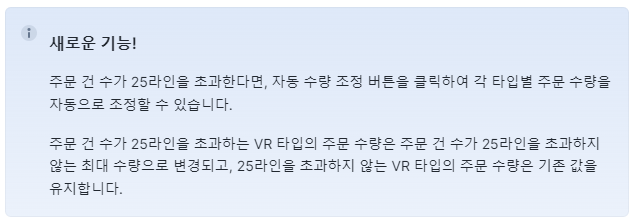 새로운 기능!
주문 건 수가 25라인을 초과한다면, 자동 수량 조정 버튼을 클릭하여 각 타입별 주문 수량을
자동으로 조정할 수 있습니다.
주문 건 수가 25라인을 초과하는 VR 타입의 주문 수량은 주문 건 수가 25라인을 초과하지
않는 최대 수량으로 변경되고, 25라인을 초과하지 않는 VR 타입의 주문 수량은 기존 값을
유지합니다.